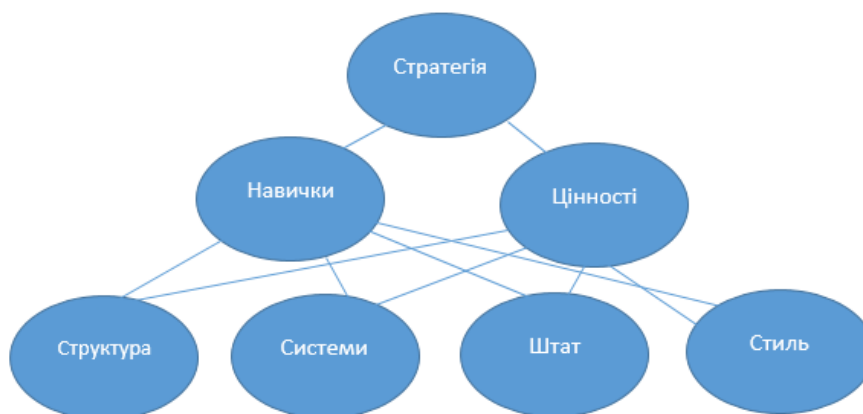 Стратегія
Навички
Цінності
Структура
Системи
Штат
Стиль